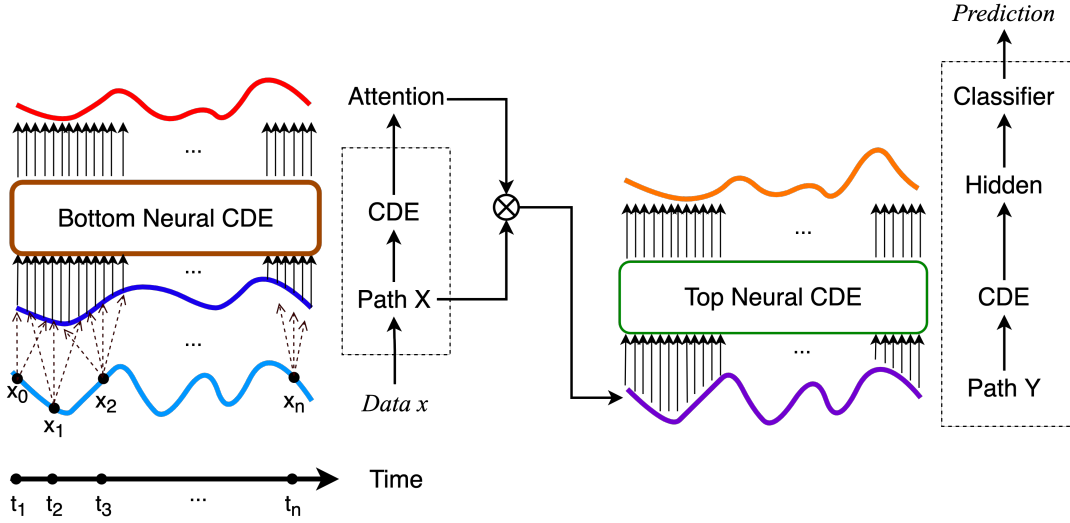 Prediction
Attention
Classifier
...
Bottom Neural CDE
CDE
Hidden
...
...
Path X
Top Neural CDE
CDE
...
...
x0
x1
x2
xn
Data x
Path Y
Time
t1
t2
t3
...
tn